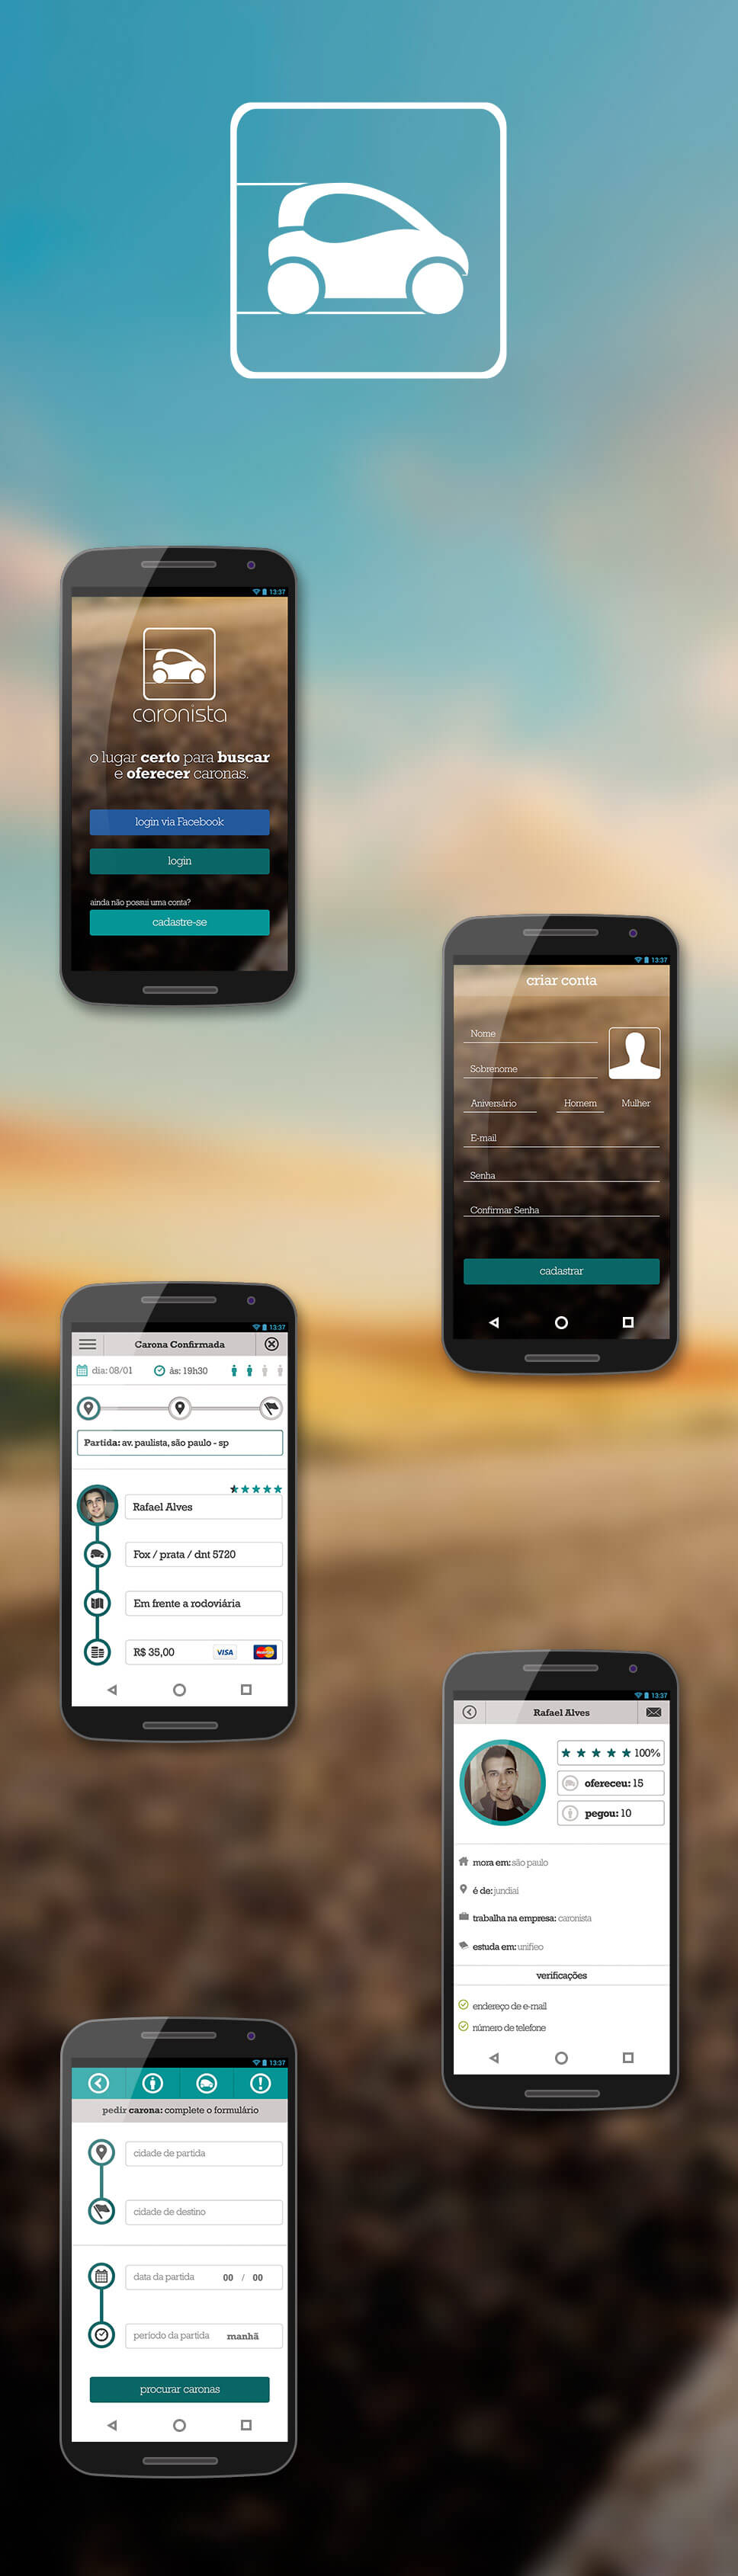 13:37
caronista
o lugar certo para buscar
e oferecer caronas.
login via Facebook
login
ainda não possui uma conta?
cadastre-se
13:37
criar conta
Nome
Sobrenome
Aniversário Homem Mulher
E-mail
Senha
Confirmar Senha
cadastrar
13:37
Carona Confirmada
dia: 08/01 às: 19h30
Partida: av. paulista, são paulo - sp
Rafael Alves
Fox / prata / dnt 5720
Em frente a rodoviária
R$ 35,00 VISA MasterCard
13:37
Rafael Alves
100%
ofereceu: 15
pegou: 10
mora em: são paulo
é de: jundiaí
trabalha na empresa: caronista
estuda em: unifieo
verificações
endereço de e-mail
número de telefone
13:37
pedir carona: complete o formulário
cidade de partida
cidade de destino
data da partida 00 / 00
período da partida manhã
procurar caronas